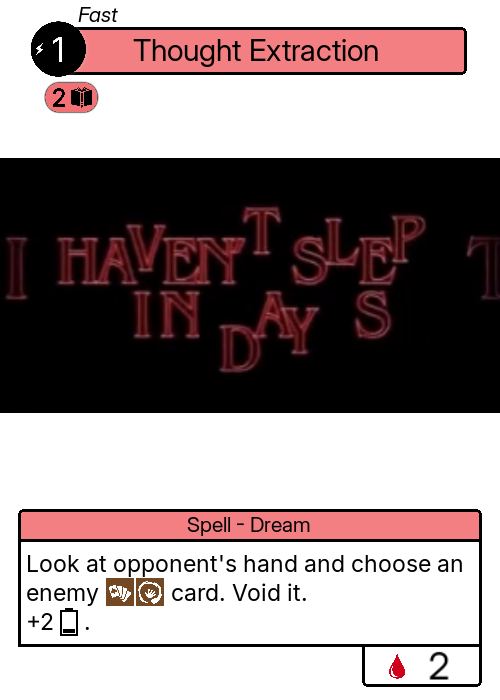 Fast
1
Thought Extraction
2
I HAVEN'T SLEP T
IN DAYS
Spell - Dream
Look at opponent's hand and choose an
enemy card. Void it.
+2 .
2